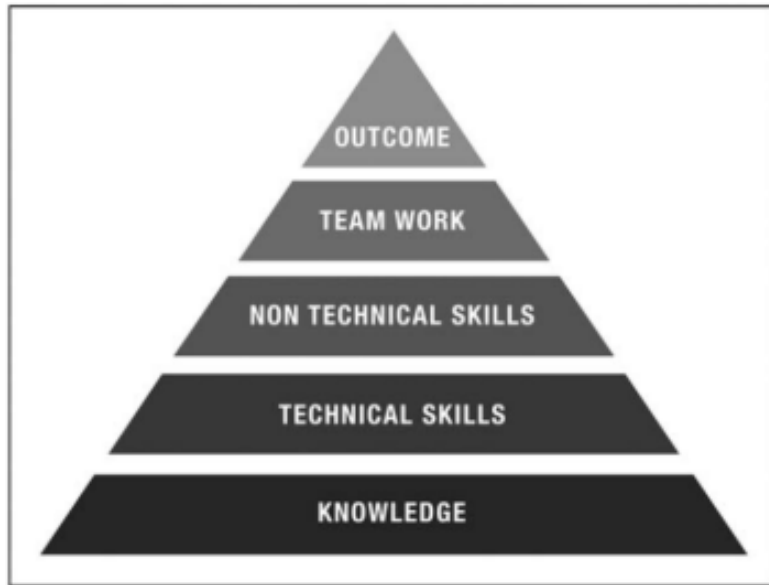 OUTCOME
TEAM WORK
NON TECHNICAL SKILLS
TECHNICAL SKILLS
KNOWLEDGE